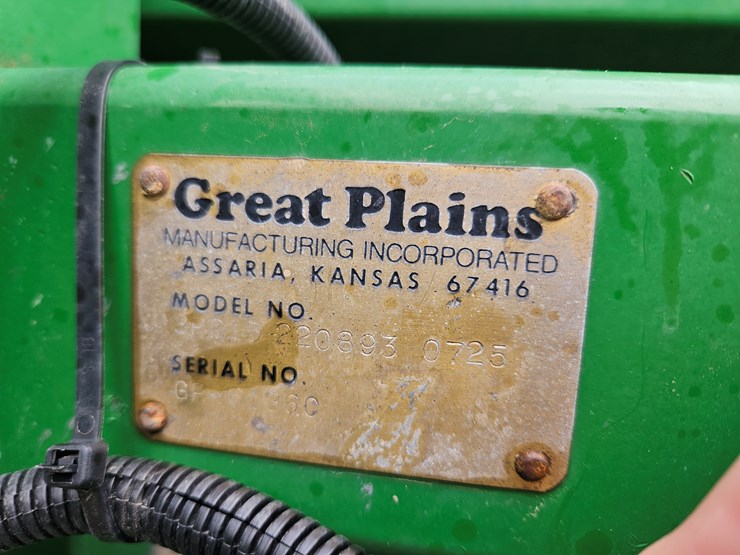 Great Plains
MANUFACTURING INCORPORATED
ASSARIA, KANSAS 67416
MODEL NO.
220893 0725
SERIAL NO.